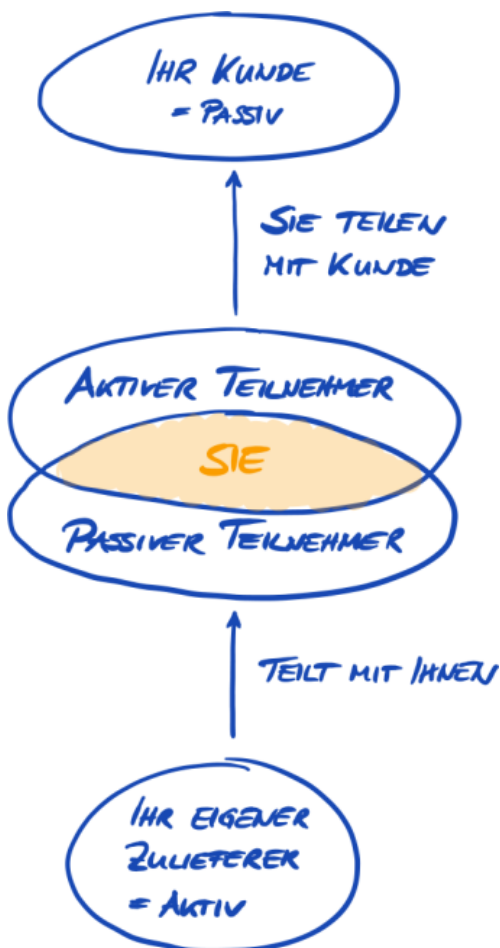 IHR KUNDE
= PASSIV
SIE TEILEN
MIT KUNDE
AKTIVER TEILNEHMER
SIE
PASSIVER TEILNEHMER
TEILT MIT IHNEN
IHR EIGENER
ZULIEFERER
= AKTIV